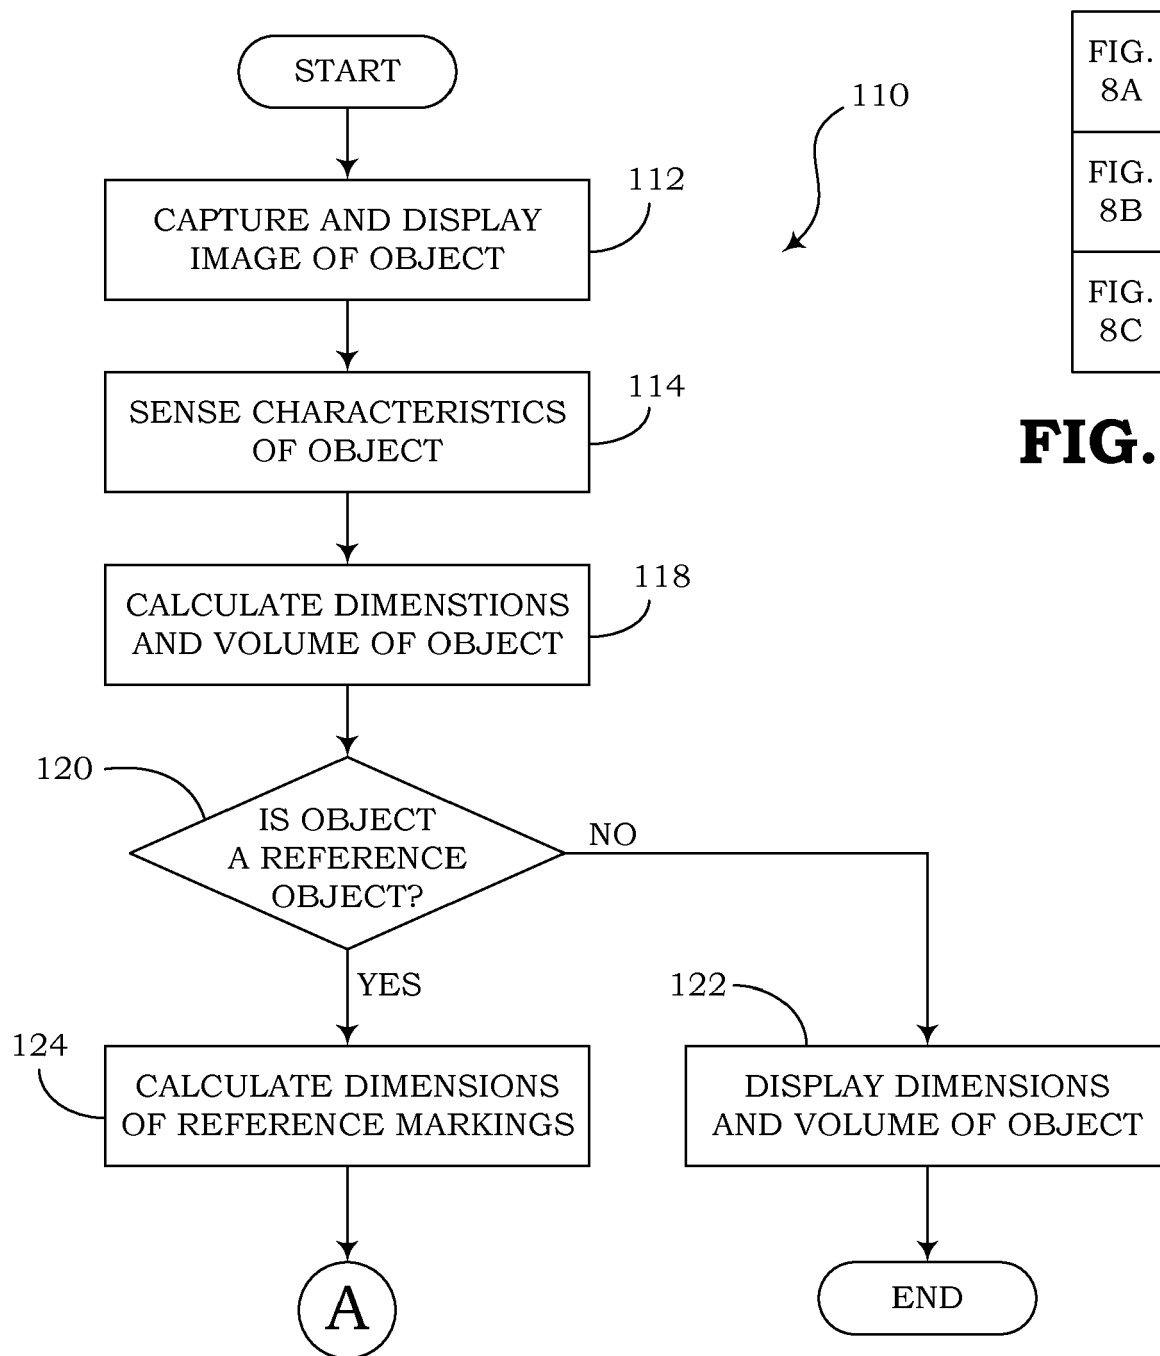 START
110
FIG.
8A
FIG.
8B
FIG.
8C
FIG.
112
CAPTURE AND DISPLAY
IMAGE OF OBJECT
114
SENSE CHARACTERISTICS
OF OBJECT
118
CALCULATE DIMENSTIONS
AND VOLUME OF OBJECT
120
IS OBJECT
A REFERENCE
OBJECT?
NO
YES
124
CALCULATE DIMENSIONS
OF REFERENCE MARKINGS
122
DISPLAY DIMENSIONS
AND VOLUME OF OBJECT
A
END